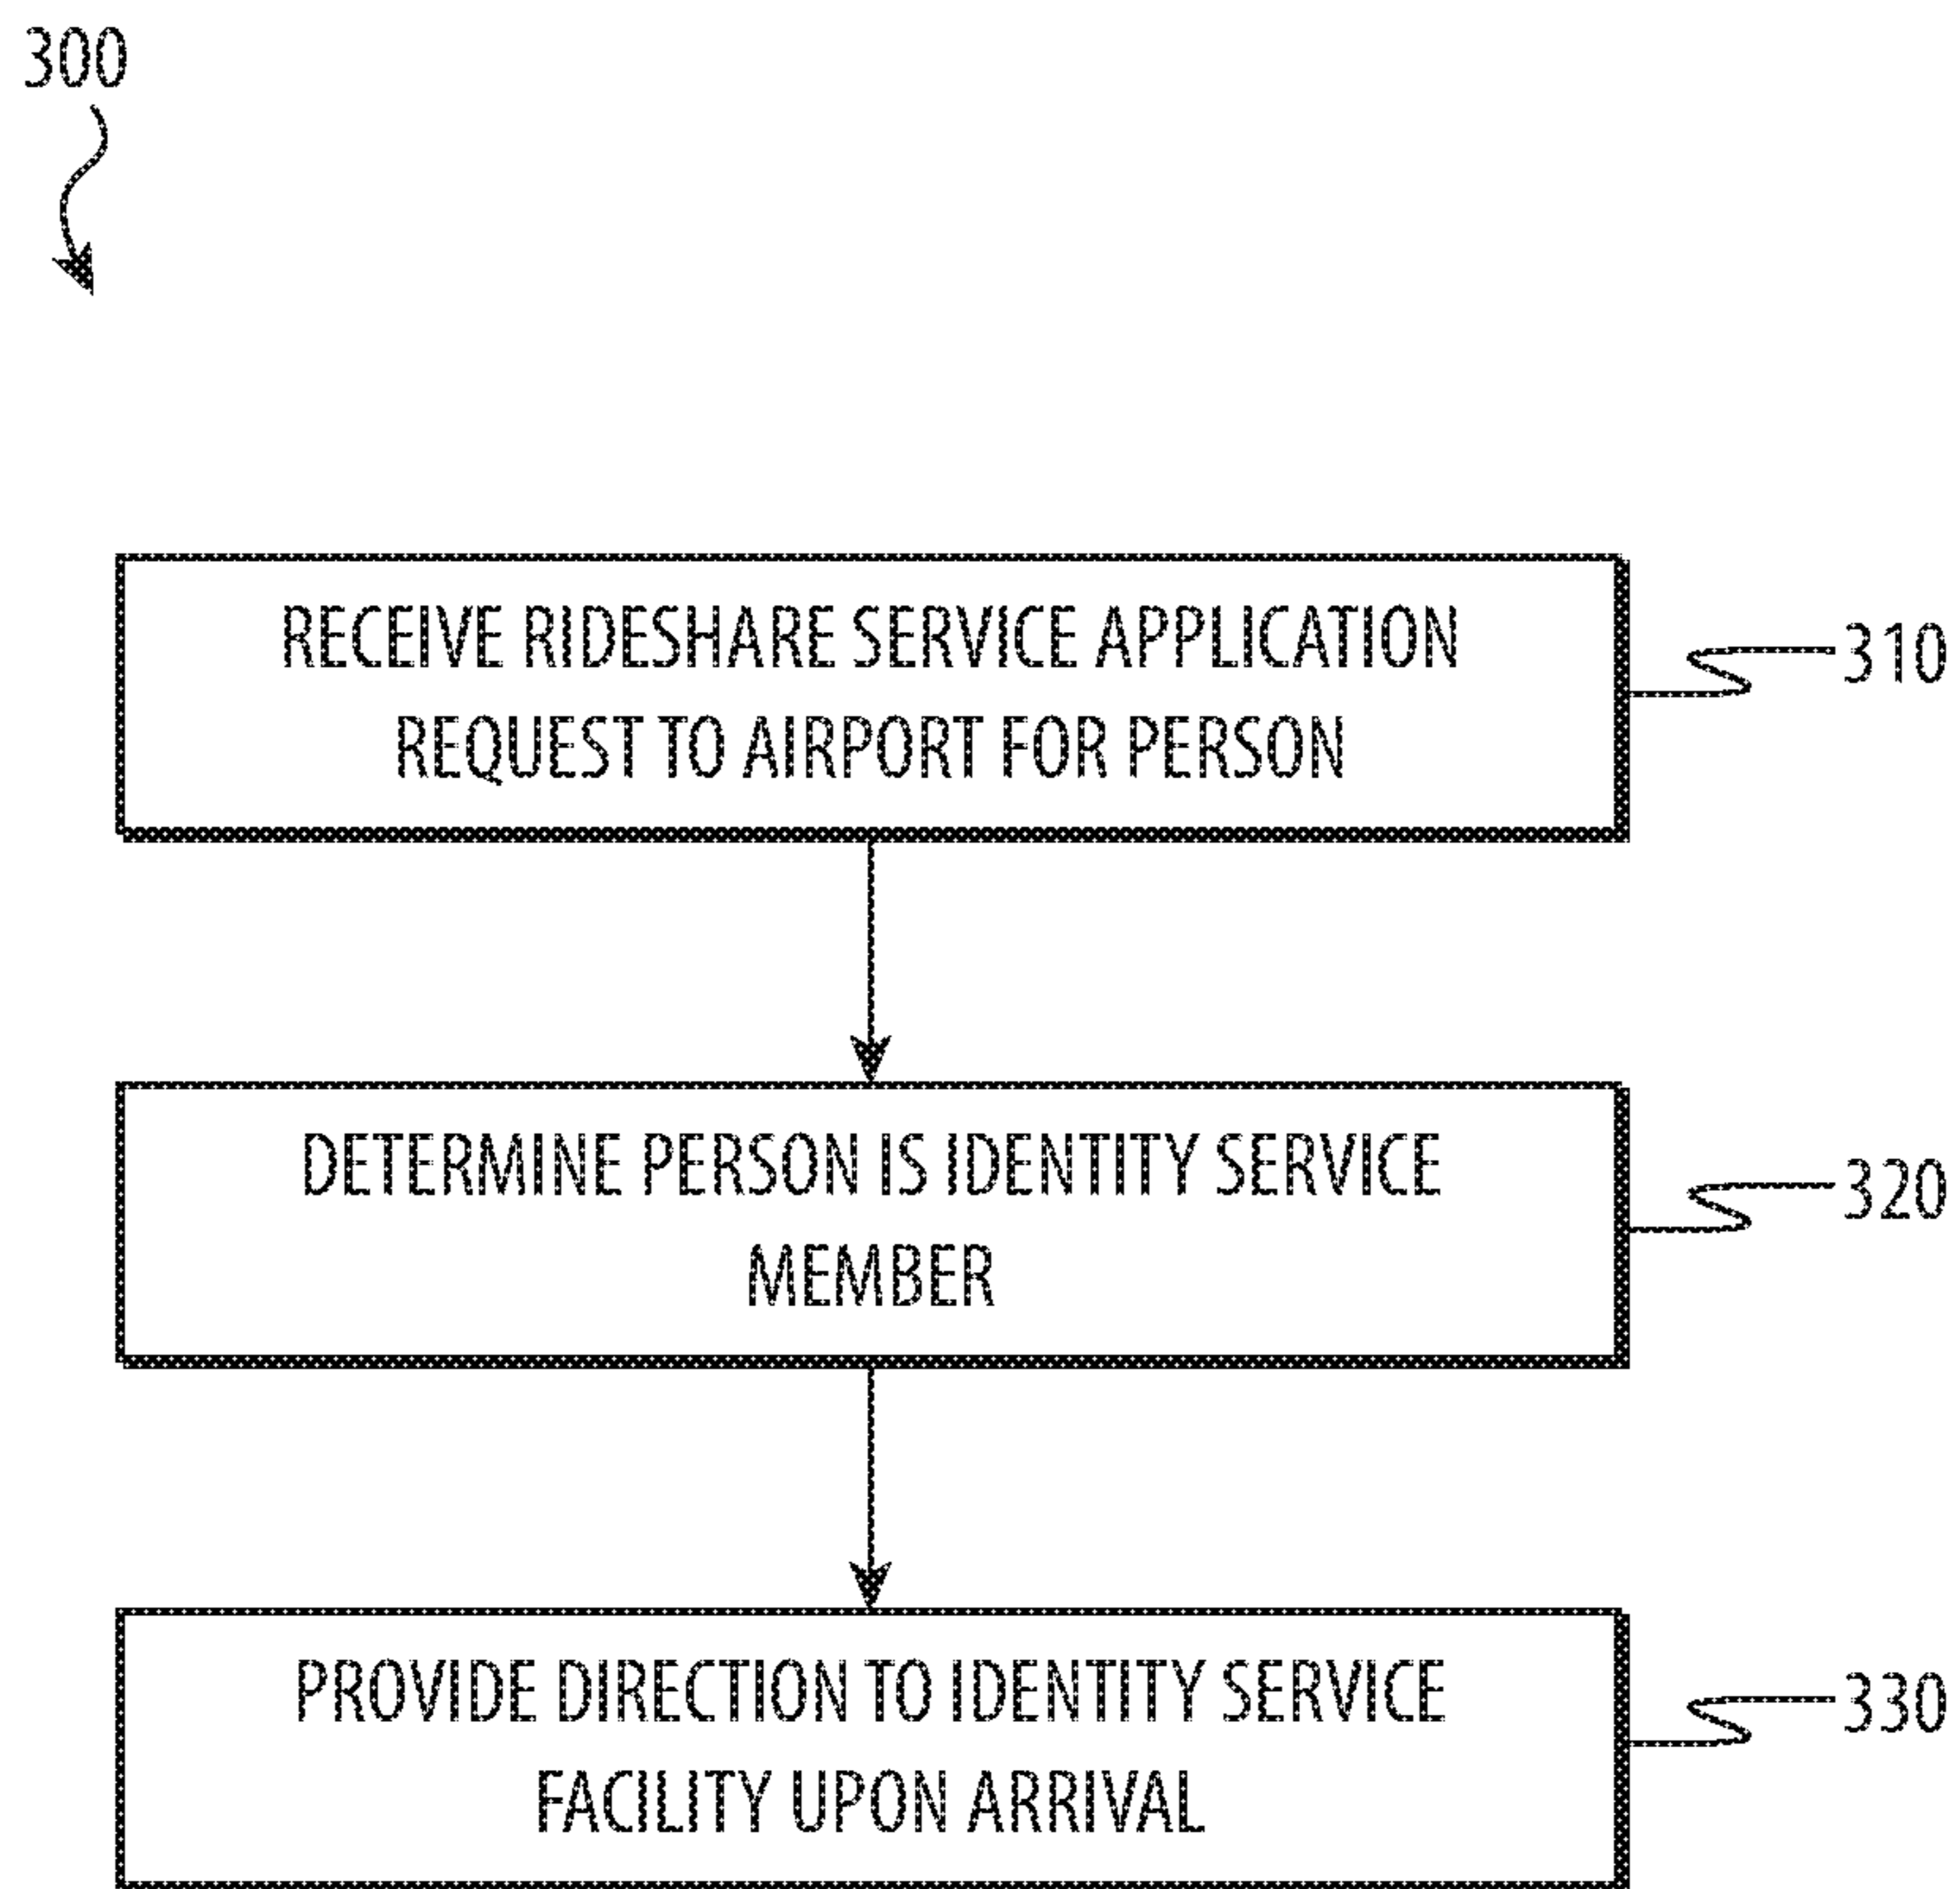 300
RECEIVE RIDESHARE SERVICE APPLICATION
REQUEST TO AIRPORT FOR PERSON
310
DETERMINE PERSON IS IDENTITY SERVICE
MEMBER
320
PROVIDE DIRECTION TO IDENTITY SERVICE
FACILITY UPON ARRIVAL
330